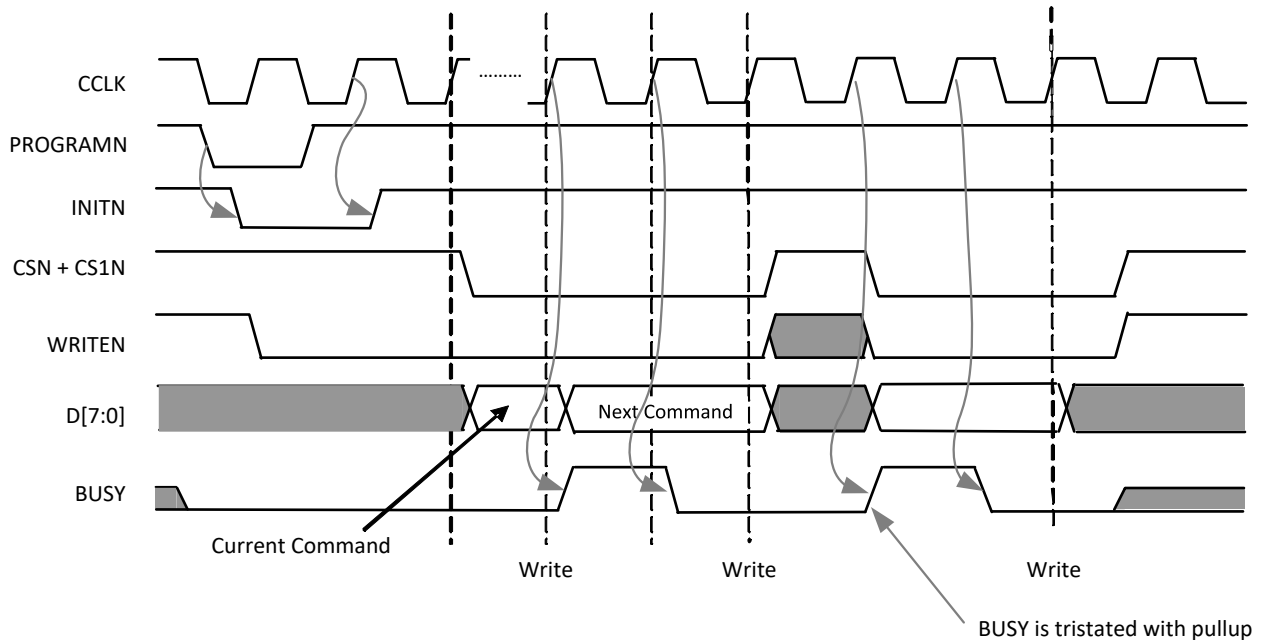 CCLK
.........
PROGRAMN
INITN
CSN + CS1N
WRITEN
D[7:0]
Next Command
BUSY
Current Command
Write
Write
Write
BUSY is tristated with pullup